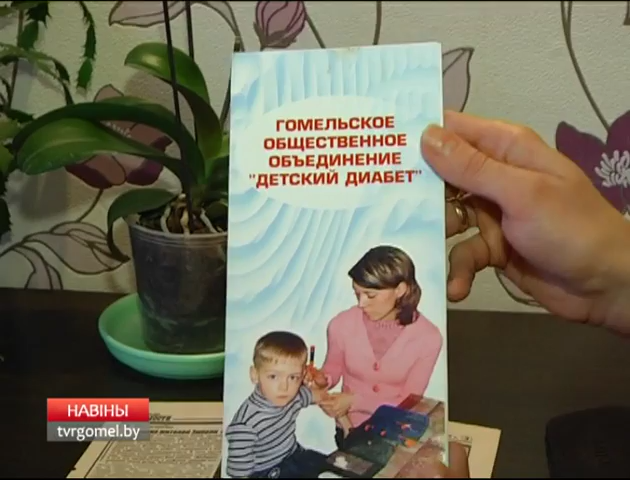 ГОМЕЛЬСКОЕ
ОБЩЕСТВЕННОЕ
ОБЪЕДИНЕНИЕ
"ДЕТСКИЙ ДИАБЕТ"
НАВІНЫ
tvrgomel.by